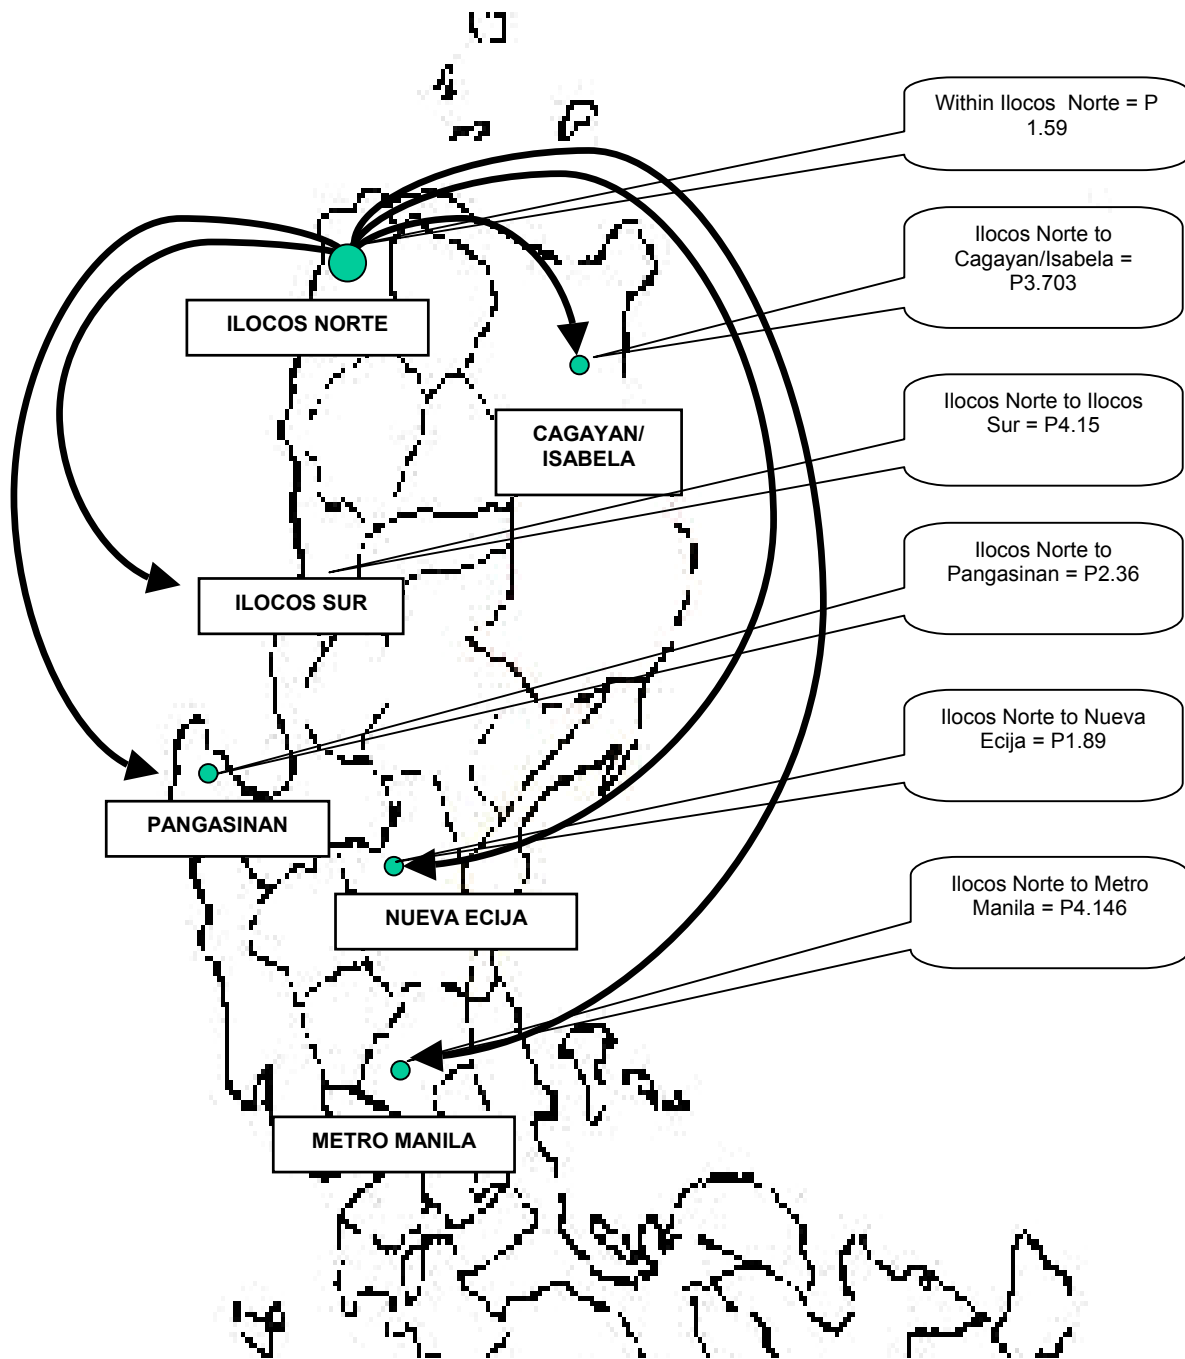 Within Ilocos Norte = P
1.59
Ilocos Norte to
Cagayan/Isabela =
P3.703
ILOCOS NORTE
Ilocos Norte to Ilocos
Sur = P4.15
CAGAYAN/
ISABELA
Ilocos Norte to
Pangasinan = P2.36
ILOCOS SUR
Ilocos Norte to Nueva
Ecija = P1.89
PANGASINAN
Ilocos Norte to Metro
Manila = P4.146
NUEVA ECIJA
METRO MANILA